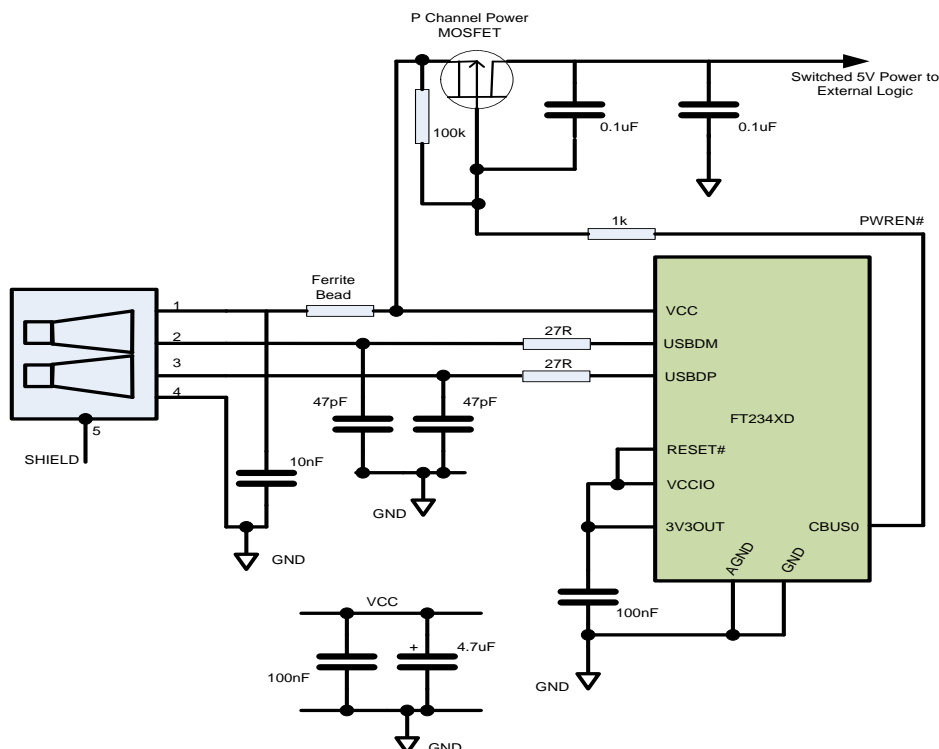 P Channel Power
MOSFET
Switched 5V Power to
External Logic
0.1uF
0.1uF
100k
1k
PWREN#
Ferrite
Bead
1
VCC
2
27R
USBDM
3
27R
USBDP
4
47pF
47pF
FT234XD
5
SHIELD
10nF
RESET#
VCCIO
GND
3V3OUT
CBUS0
GND
AGND
GND
100nF
VCC
+
4.7uF
100nF
GND
GND